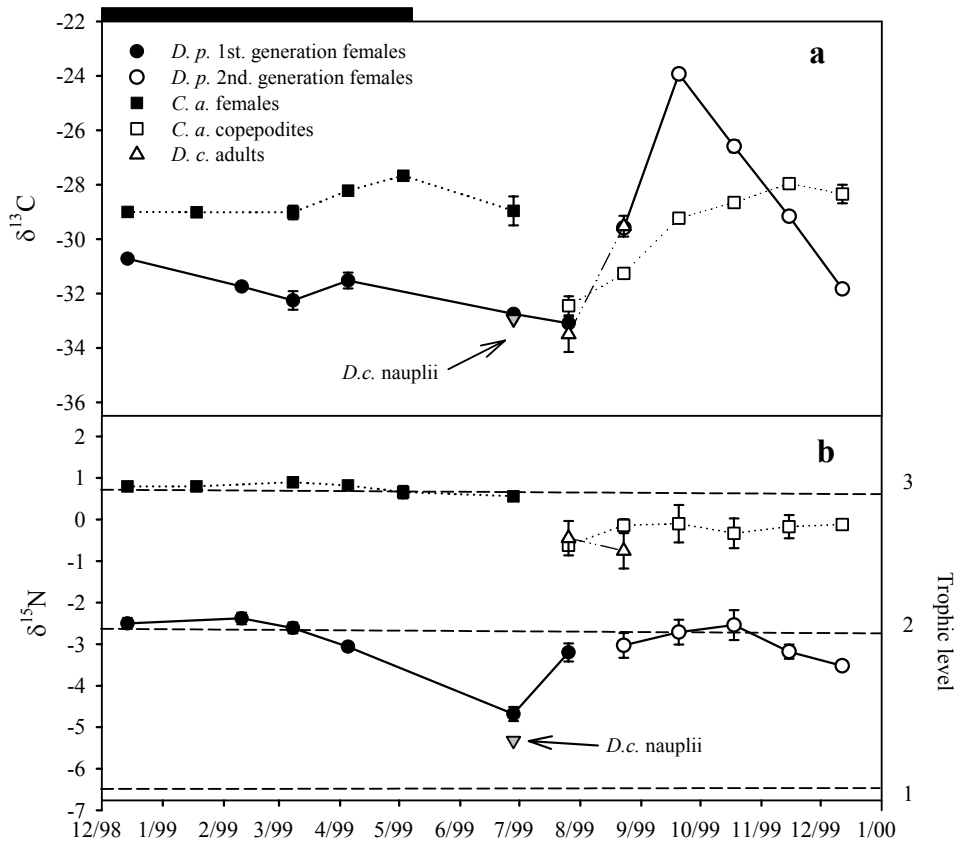 -22
-24
-26
-28
-30
-32
-34
-36
δ13C
a
D. p. 1st. generation females
D. p. 2nd. generation females
C. a. females
C. a. copepodites
D. c. adults
D.c. nauplii
2
1
0
-1
-2
-3
-4
-5
-6
-7
δ15N
b
D.c. nauplii
3
2
1
Trophic level
12/98 1/99 2/99 3/99 4/99 5/99 6/99 7/99 8/99 9/99 10/99 11/99 12/99 1/00